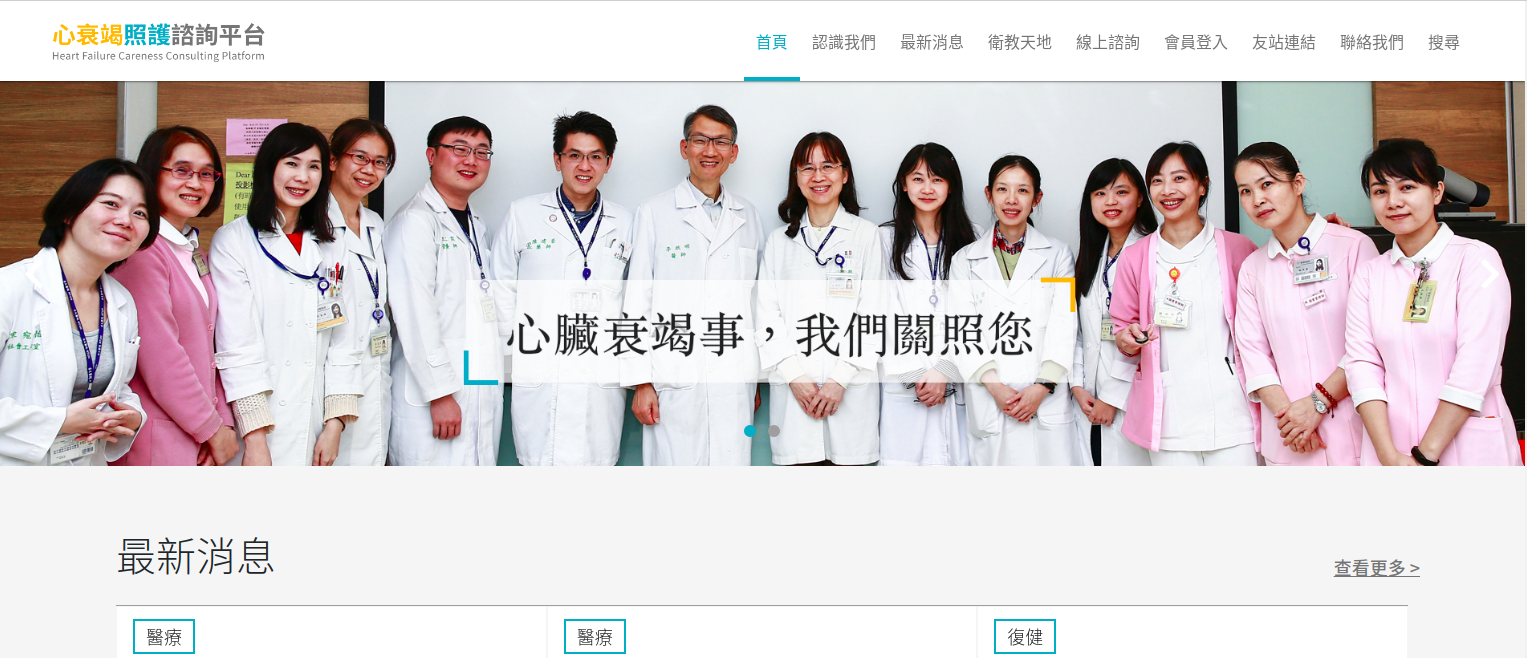 心衰竭照護諮詢平台
Heart Failure Careness Consulting Platform
首頁 認識我們 最新消息 衛教天地 線上諮詢 會員登入 友站連結 聯絡我們 搜尋
心臟衰竭事，我們關照您
最新消息
查看更多 >
醫療 醫療 復健